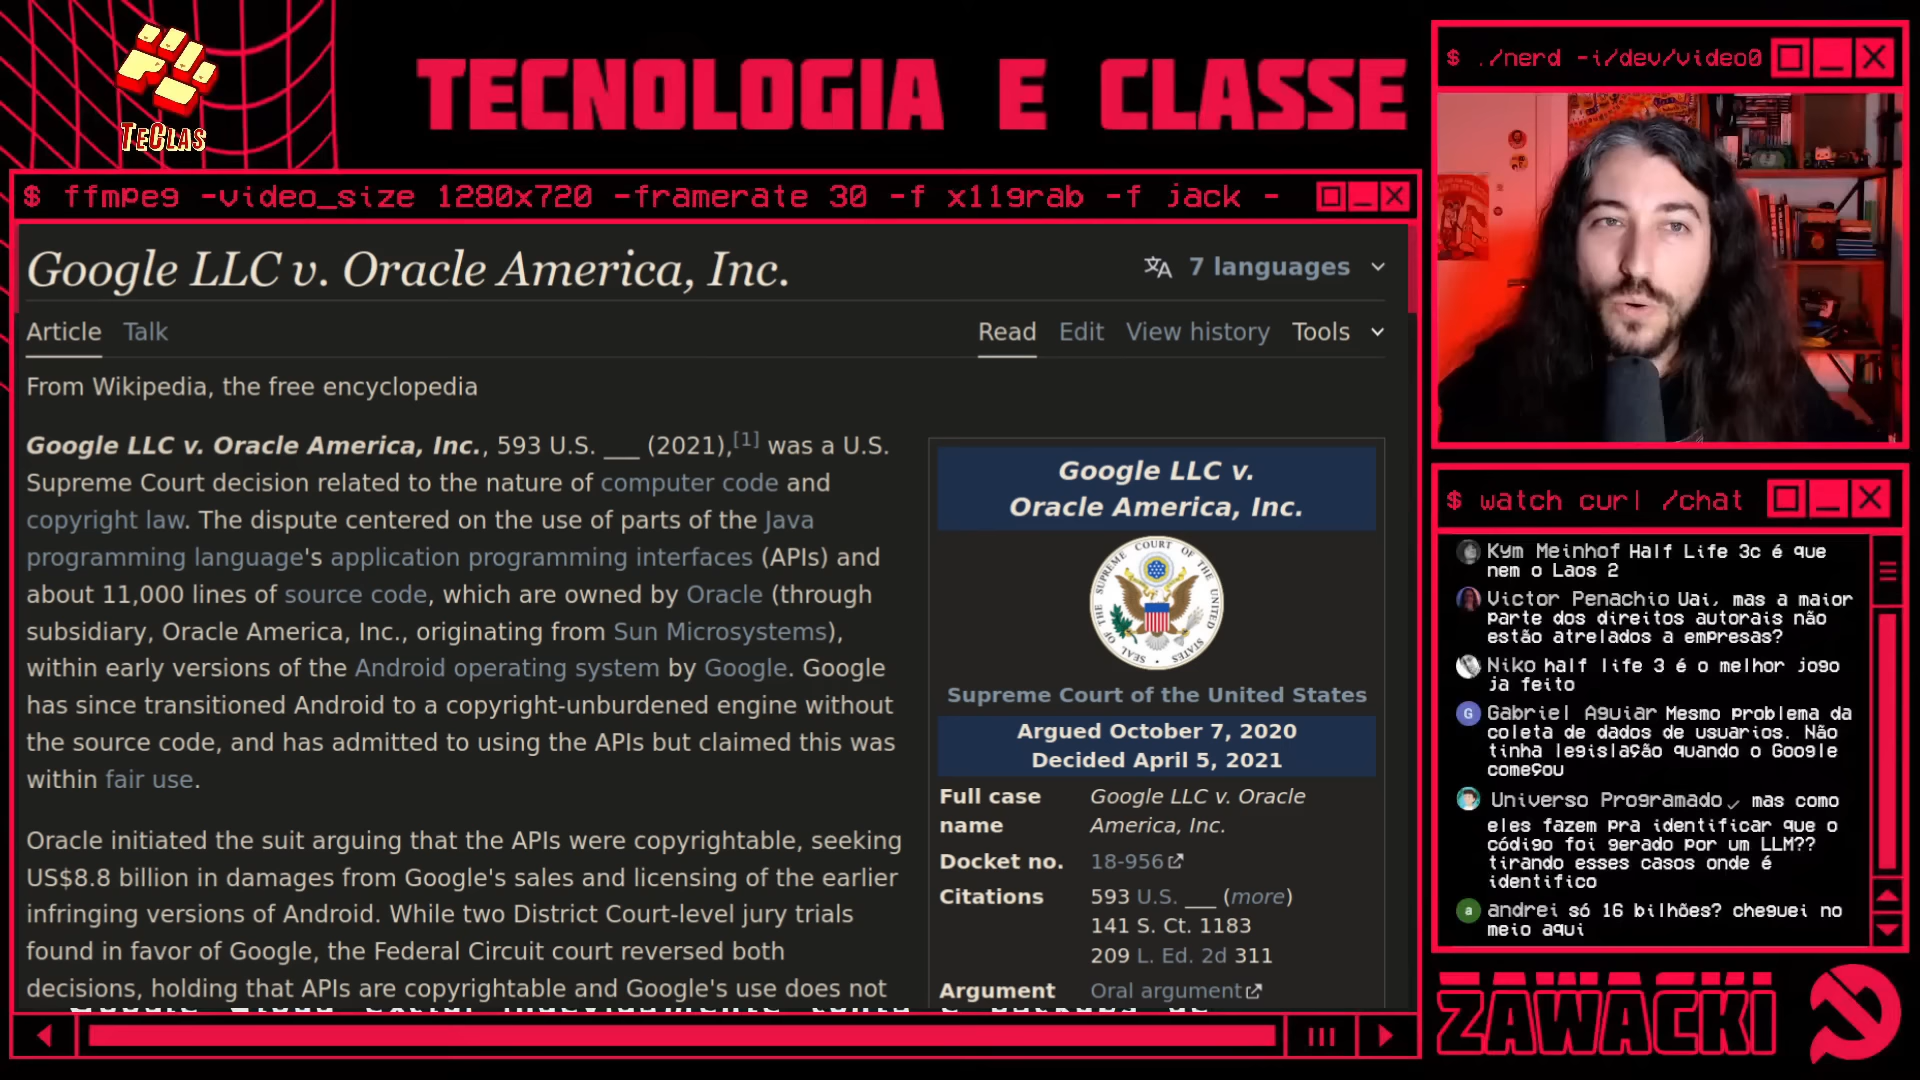 TECLAS
TECNOLOGIA E CLASSE
$ ./nerd -i/dev/video0
$ ffmpeg -video_size 1280x720 -framerate 30 -f x11grab -f jack -
Google LLC v. Oracle America, Inc.
7 languages
Article Talk
Read Edit View history Tools
From Wikipedia, the free encyclopedia
Google LLC v. Oracle America, Inc., 593 U.S. ___ (2021),[1] was a U.S.
Supreme Court decision related to the nature of computer code and
copyright law. The dispute centered on the use of parts of the Java
programming language's application programming interfaces (APIs) and
about 11,000 lines of source code, which are owned by Oracle (through
subsidiary, Oracle America, Inc., originating from Sun Microsystems),
within early versions of the Android operating system by Google. Google
has since transitioned Android to a copyright-unburdened engine without
the source code, and has admitted to using the APIs but claimed this was
within fair use.
Oracle initiated the suit arguing that the APIs were copyrightable, seeking
US$8.8 billion in damages from Google's sales and licensing of the earlier
infringing versions of Android. While two District Court-level jury trials
found in favor of Google, the Federal Circuit court reversed both
decisions, holding that APIs are copyrightable and Google's use does not
Google LLC v.
Oracle America, Inc.
SUPREME COURT OF THE UNITED STATES
SEAL OF THE
Supreme Court of the United States
Argued October 7, 2020
Decided April 5, 2021
Full case name Google LLC v. Oracle
America, Inc.
Docket no. 18-956
Citations 593 U.S. ___ (more)
141 S. Ct. 1183
209 L. Ed. 2d 311
Argument Oral argument
$ watch curl /chat
Kym Meinhof Half Life 3c é que
nem o Laos 2
Victor Penachio Uai, mas a maior
parte dos direitos autorais não
estão atrelados a empresas?
Niko half life 3 é o melhor jogo
ja feito
G Gabriel Aguiar Mesmo problema da
coleta de dados de usuarios. Não
tinha legislação quando o Google
começou
Universo Programado mas como
eles fazem pra identificar que o
código foi gerado por um LLM??
tirando esses casos onde é
identifico
a andrei só 16 bilhões? cheguei no
meio aqui
ZAWACKI